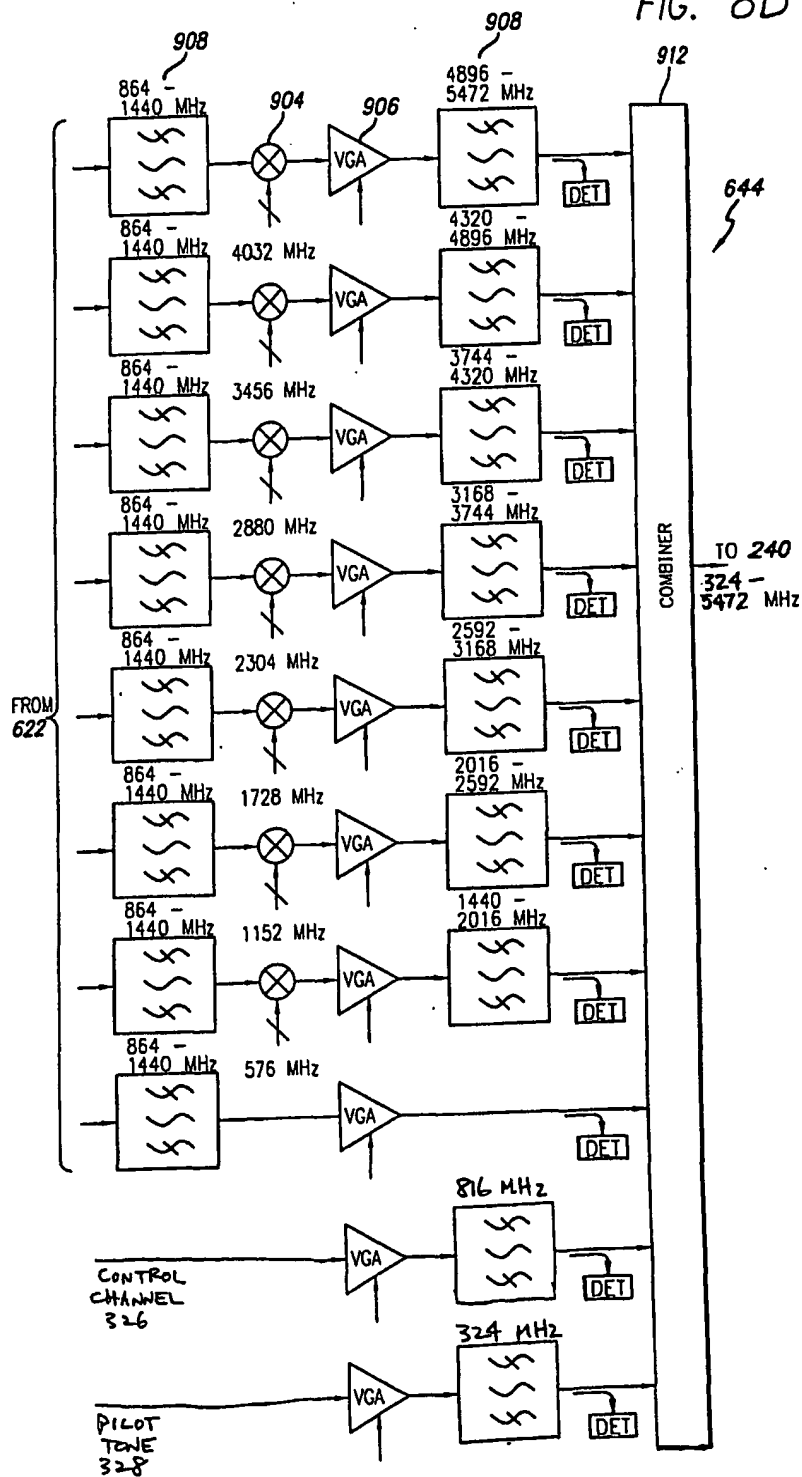 FIG. 8D
908
908
912
864 -
1440 MHz
904
906
4896 -
5472 MHz
VGA
DET
644
864 -
1440 MHz
4032 MHz
4320 -
4896 MHz
VGA
DET
864 -
1440 MHz
3456 MHz
3744 -
4320 MHz
VGA
DET
864 -
1440 MHz
2880 MHz
3168 -
3744 MHz
VGA
DET
COMBINER
TO 240
324 -
5472 MHz
864 -
1440 MHz
2304 MHz
2592 -
3168 MHz
VGA
DET
FROM
622
864 -
1440 MHz
1728 MHz
2016 -
2592 MHz
VGA
DET
864 -
1440 MHz
1152 MHz
1440 -
2016 MHz
VGA
DET
864 -
1440 MHz
576 MHz
VGA
DET
816 MHz
VGA
DET
CONTROL
CHANNEL
326
324 MHz
VGA
DET
PILOT
TONE
328